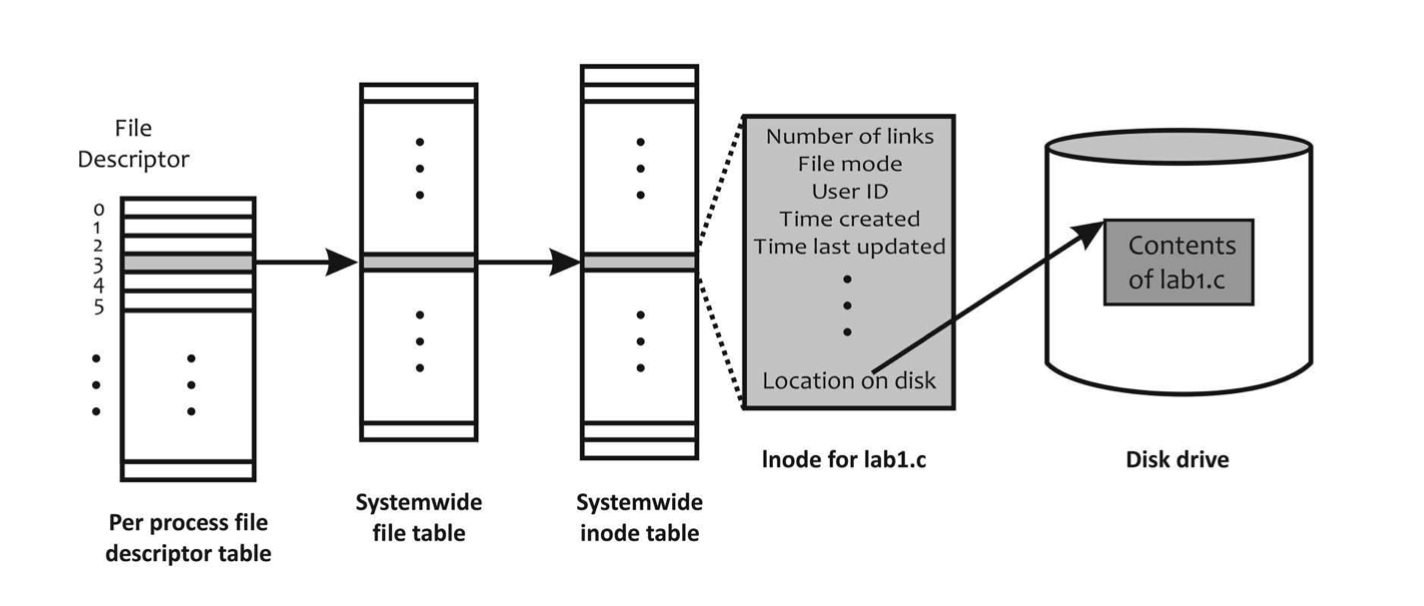 File
Descriptor
0
1
2
3
4
5
Per process file
descriptor table
Systemwide
file table
Systemwide
inode table
Number of links
File mode
User ID
Time created
Time last updated
Location on disk
Inode for lab1.c
Contents
of lab1.c
Disk drive